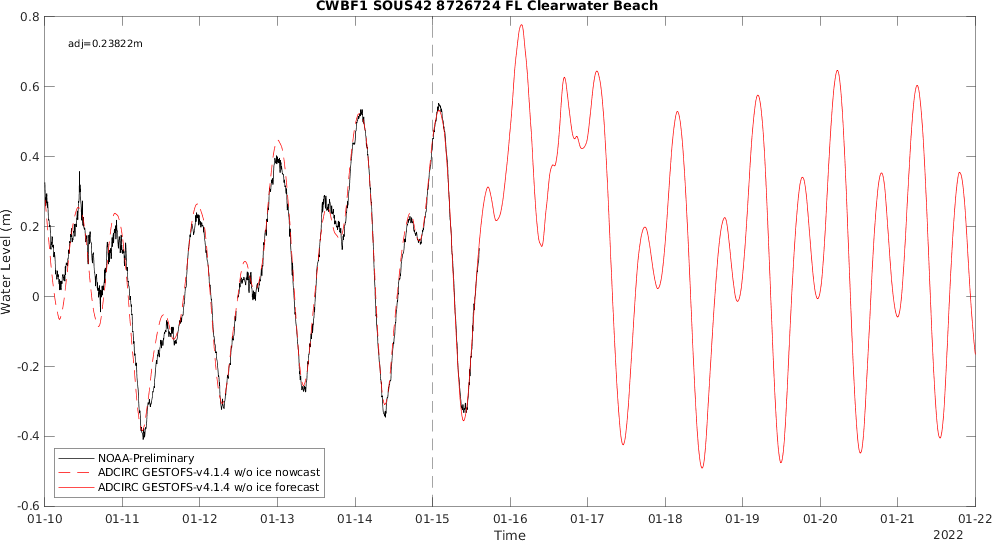 CWBF1 SOUS42 8726724 FL Clearwater Beach
adj=0.23822m
Water Level (m)
0.8
0.6
0.4
0.2
0
-0.2
-0.4
-0.6
NOAA-Preliminary
ADCIRC GESTOFS-v4.1.4 w/o ice nowcast
ADCIRC GESTOFS-v4.1.4 w/o ice forecast
01-10 01-11 01-12 01-13 01-14 01-15 01-16 01-17 01-18 01-19 01-20 01-21 01-22
Time
2022